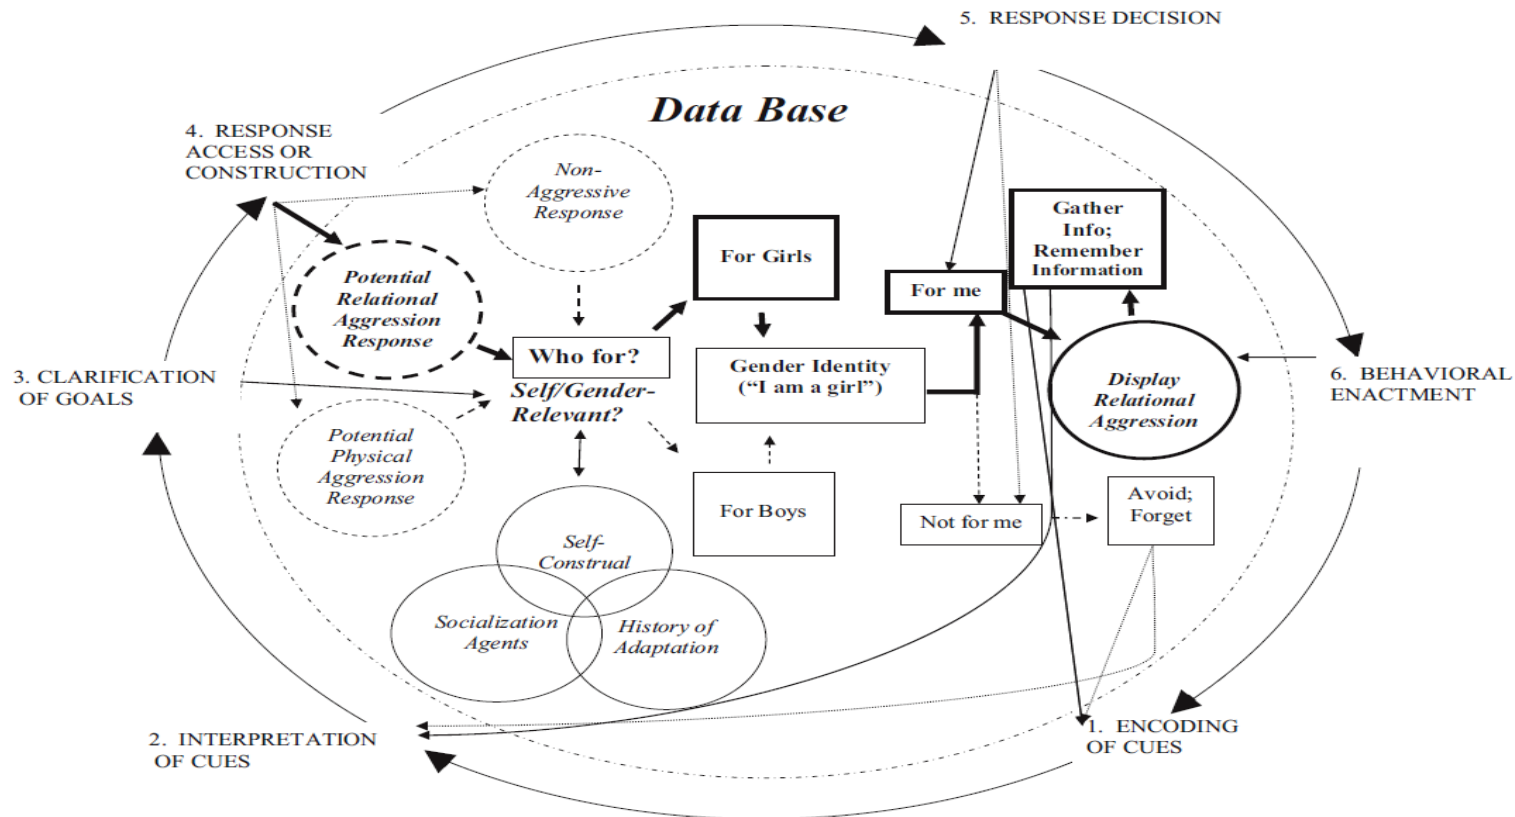 5. RESPONSE DECISION
Data Base
4. RESPONSE
ACCESS OR
CONSTRUCTION
Non-
Aggressive
Response
Gather
Info;
Remember
Information
For Girls
Potential
Relational
Aggression
Response
For me
Who for?
Self/Gender-
Relevant?
Gender Identity
(“I am a girl”)
3. CLARIFICATION
OF GOALS
Display
Relational
Aggression
6. BEHAVIORAL
ENACTMENT
Potential
Physical
Aggression
Response
For Boys
Not for me
Avoid;
Forget
Self-
Construal
Socialization
Agents
History of
Adaptation
2. INTERPRETATION
OF CUES
1. ENCODING
OF CUES